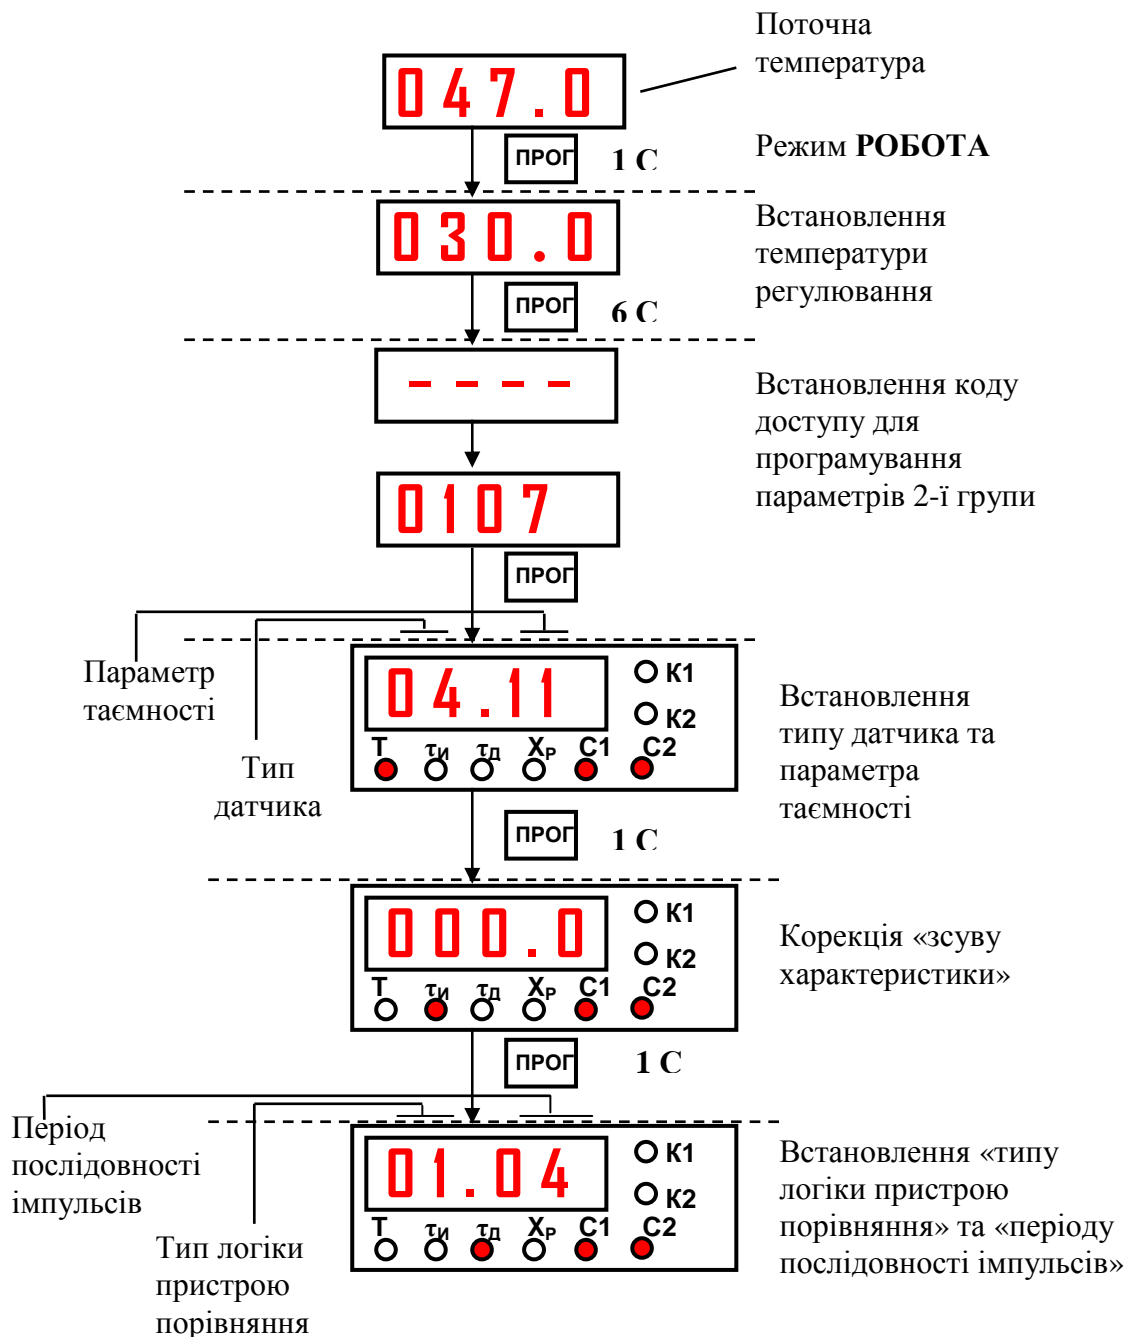 Поточна
температура
047.0
ПРОГ
1 С
Режим РОБОТА
030.0
Встановлення
температури
регулювання
ПРОГ
6 С
- - - -
Встановлення коду
доступу для
програмування
параметрів 2-ї групи
0107
ПРОГ
Параметр
таємності
Тип
датчика
04.11
К1
К2
Т τИ τД ХР С1 С2
Встановлення
типу датчика та
параметра
таємності
ПРОГ
1 С
000.0
К1
К2
Т τИ τД ХР С1 С2
Корекція «зсуву
характеристики»
ПРОГ
1 С
Період
послідовності
імпульсів
Тип логіки
пристрою
порівняння
01.04
К1
К2
Т τИ τД ХР С1 С2
Встановлення «типу
логіки пристрою
порівняння» та «періоду
послідовності імпульсів»